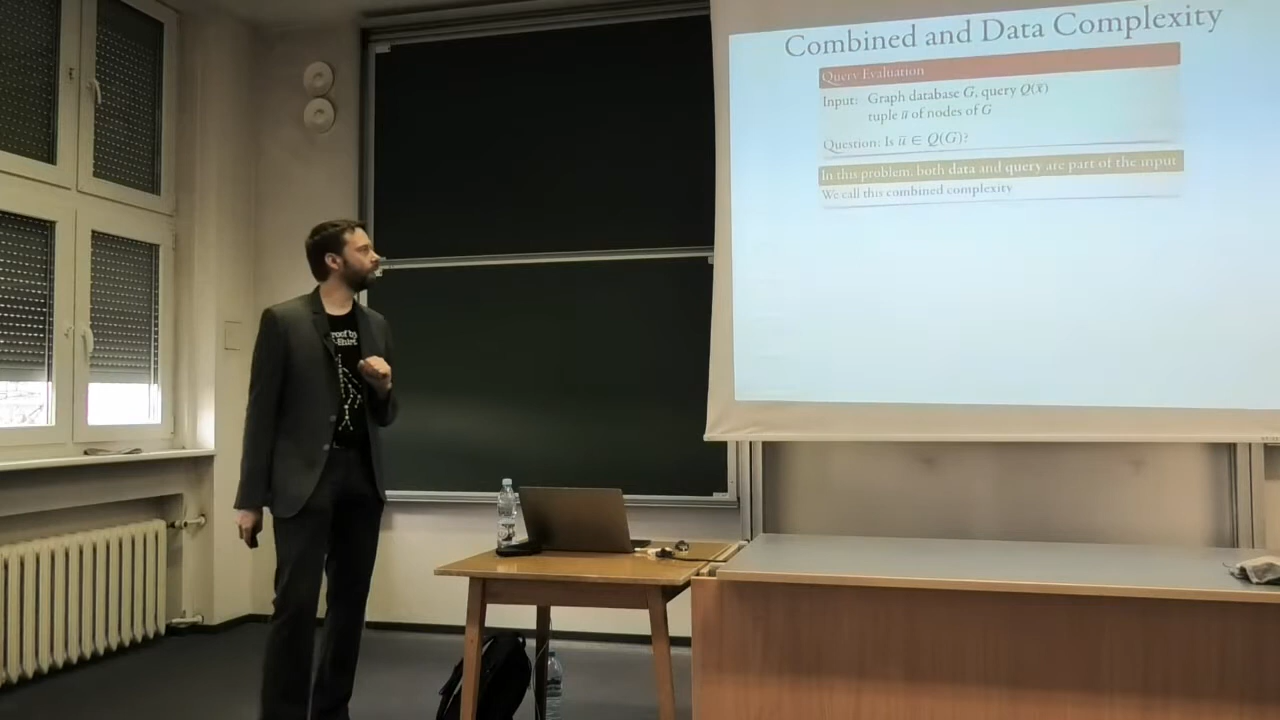 Combined and Data Complexity
Query Evaluation
Input: Graph database G, query Q(x̄)
tuple ū of nodes of G
Question: Is ū ∈ Q(G)?
In this problem, both data and query are part of the input
We call this combined complexity